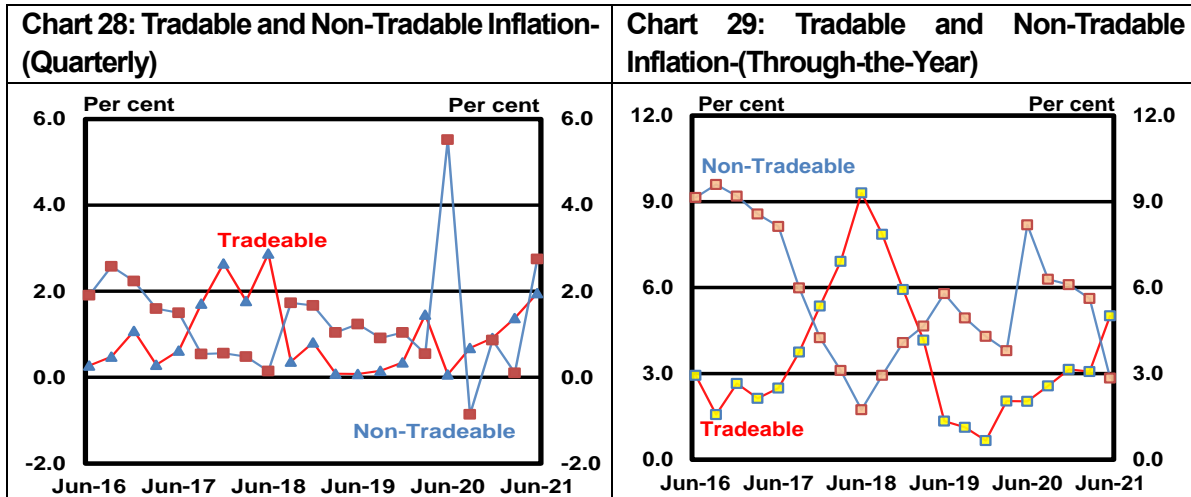 Chart 28: Tradable and Non-Tradable Inflation-
(Quarterly)
Per cent
Per cent
6.0
6.0
4.0
4.0
Tradeable
2.0
2.0
0.0
0.0
Non-Tradeable
-2.0
-2.0
Jun-16 Jun-17 Jun-18 Jun-19 Jun-20 Jun-21
Chart 29: Tradable and Non-Tradable
Inflation-(Through-the-Year)
Per cent
Per cent
12.0
12.0
Non-Tradeable
9.0
9.0
6.0
6.0
3.0
3.0
Tradeable
0.0
0.0
Jun-16 Jun-17 Jun-18 Jun-19 Jun-20 Jun-21